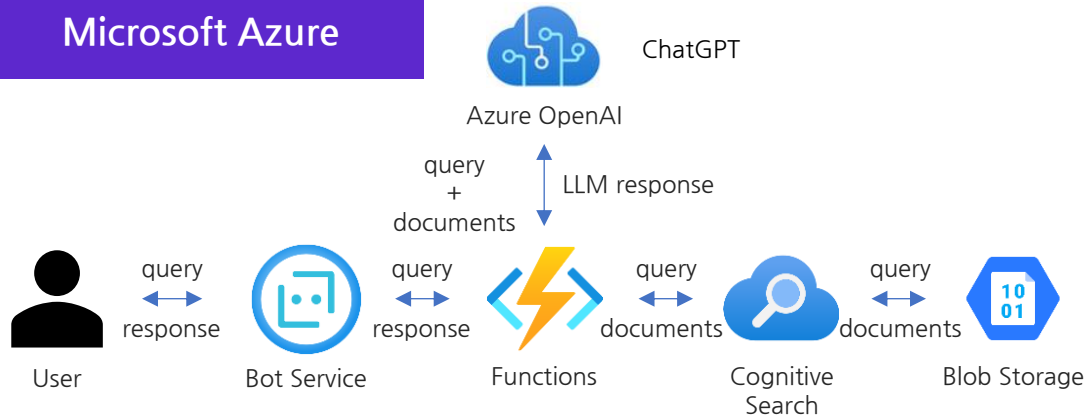 Microsoft Azure
ChatGPT
Azure OpenAI
query
+
documents
LLM response
query
response
query
response
query
documents
query
documents
10
01
User
Bot Service
Functions
Cognitive
Search
Blob Storage